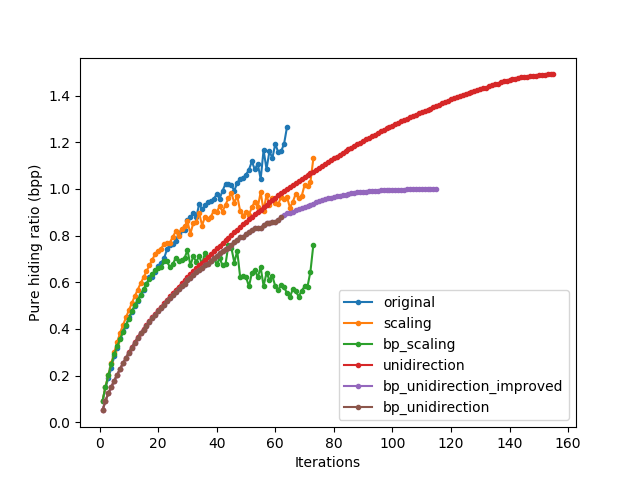 Pure hiding ratio (bpp)
1.4
1.2
1.0
0.8
0.6
0.4
0.2
0.0
original
scaling
bp_scaling
unidirection
bp_unidirection_improved
bp_unidirection
0 20 40 60 80 100 120 140 160
Iterations